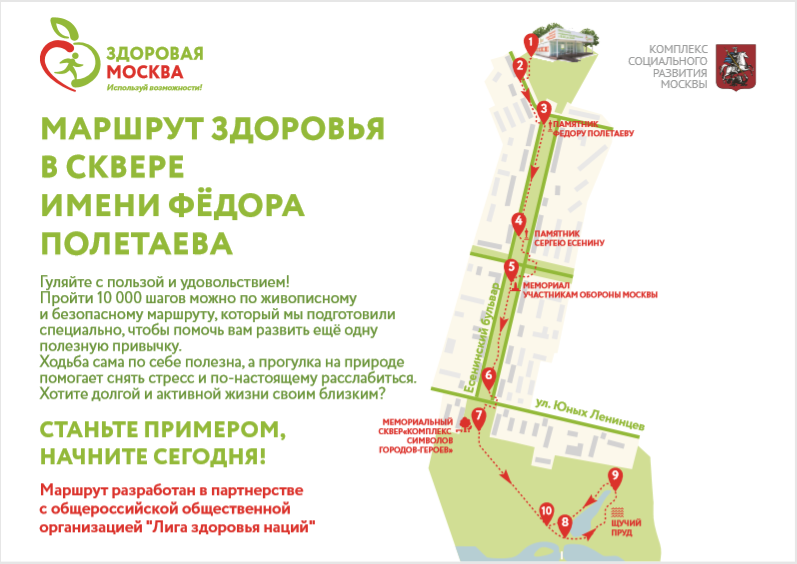 ЗДОРОВАЯ
МОСКВА
Используй возможности!
КОМПЛЕКС
СОЦИАЛЬНОГО
РАЗВИТИЯ
МОСКВЫ
МАРШРУТ ЗДОРОВЬЯ
В СКВЕРЕ
ИМЕНИ ФЁДОРА
ПОЛЕТАЕВА
Гуляйте с пользой и удовольствием!
Пройти 10 000 шагов можно по живописному
и безопасному маршруту, который мы подготовили
специально, чтобы помочь вам развить ещё одну
полезную привычку.
Ходьба сама по себе полезна, а прогулка на природе
помогает снять стресс и по-настоящему расслабиться.
Хотите долгой и активной жизни своим близким?
СТАНЬТЕ ПРИМЕРОМ,
НАЧНИТЕ СЕГОДНЯ!
Маршрут разработан в партнерстве
с общероссийской общественной
организацией "Лига здоровья наций"
1
2
3
ПАМЯТНИК
ФЕДОРУ ПОЛЕТАЕВУ
4
ПАМЯТНИК
СЕРГЕЮ ЕСЕНИНУ
5
МЕМОРИАЛ
УЧАСТНИКАМ ОБОРОНЫ МОСКВЫ
Есенинский бульвар
6
ул. Юных Ленинцев
7
МЕМОРИАЛЬНЫЙ
СКВЕР«КОМПЛЕКС
СИМВОЛОВ
ГОРОДОВ-ГЕРОЕВ»
9
10
8
ЩУЧИЙ
ПРУД